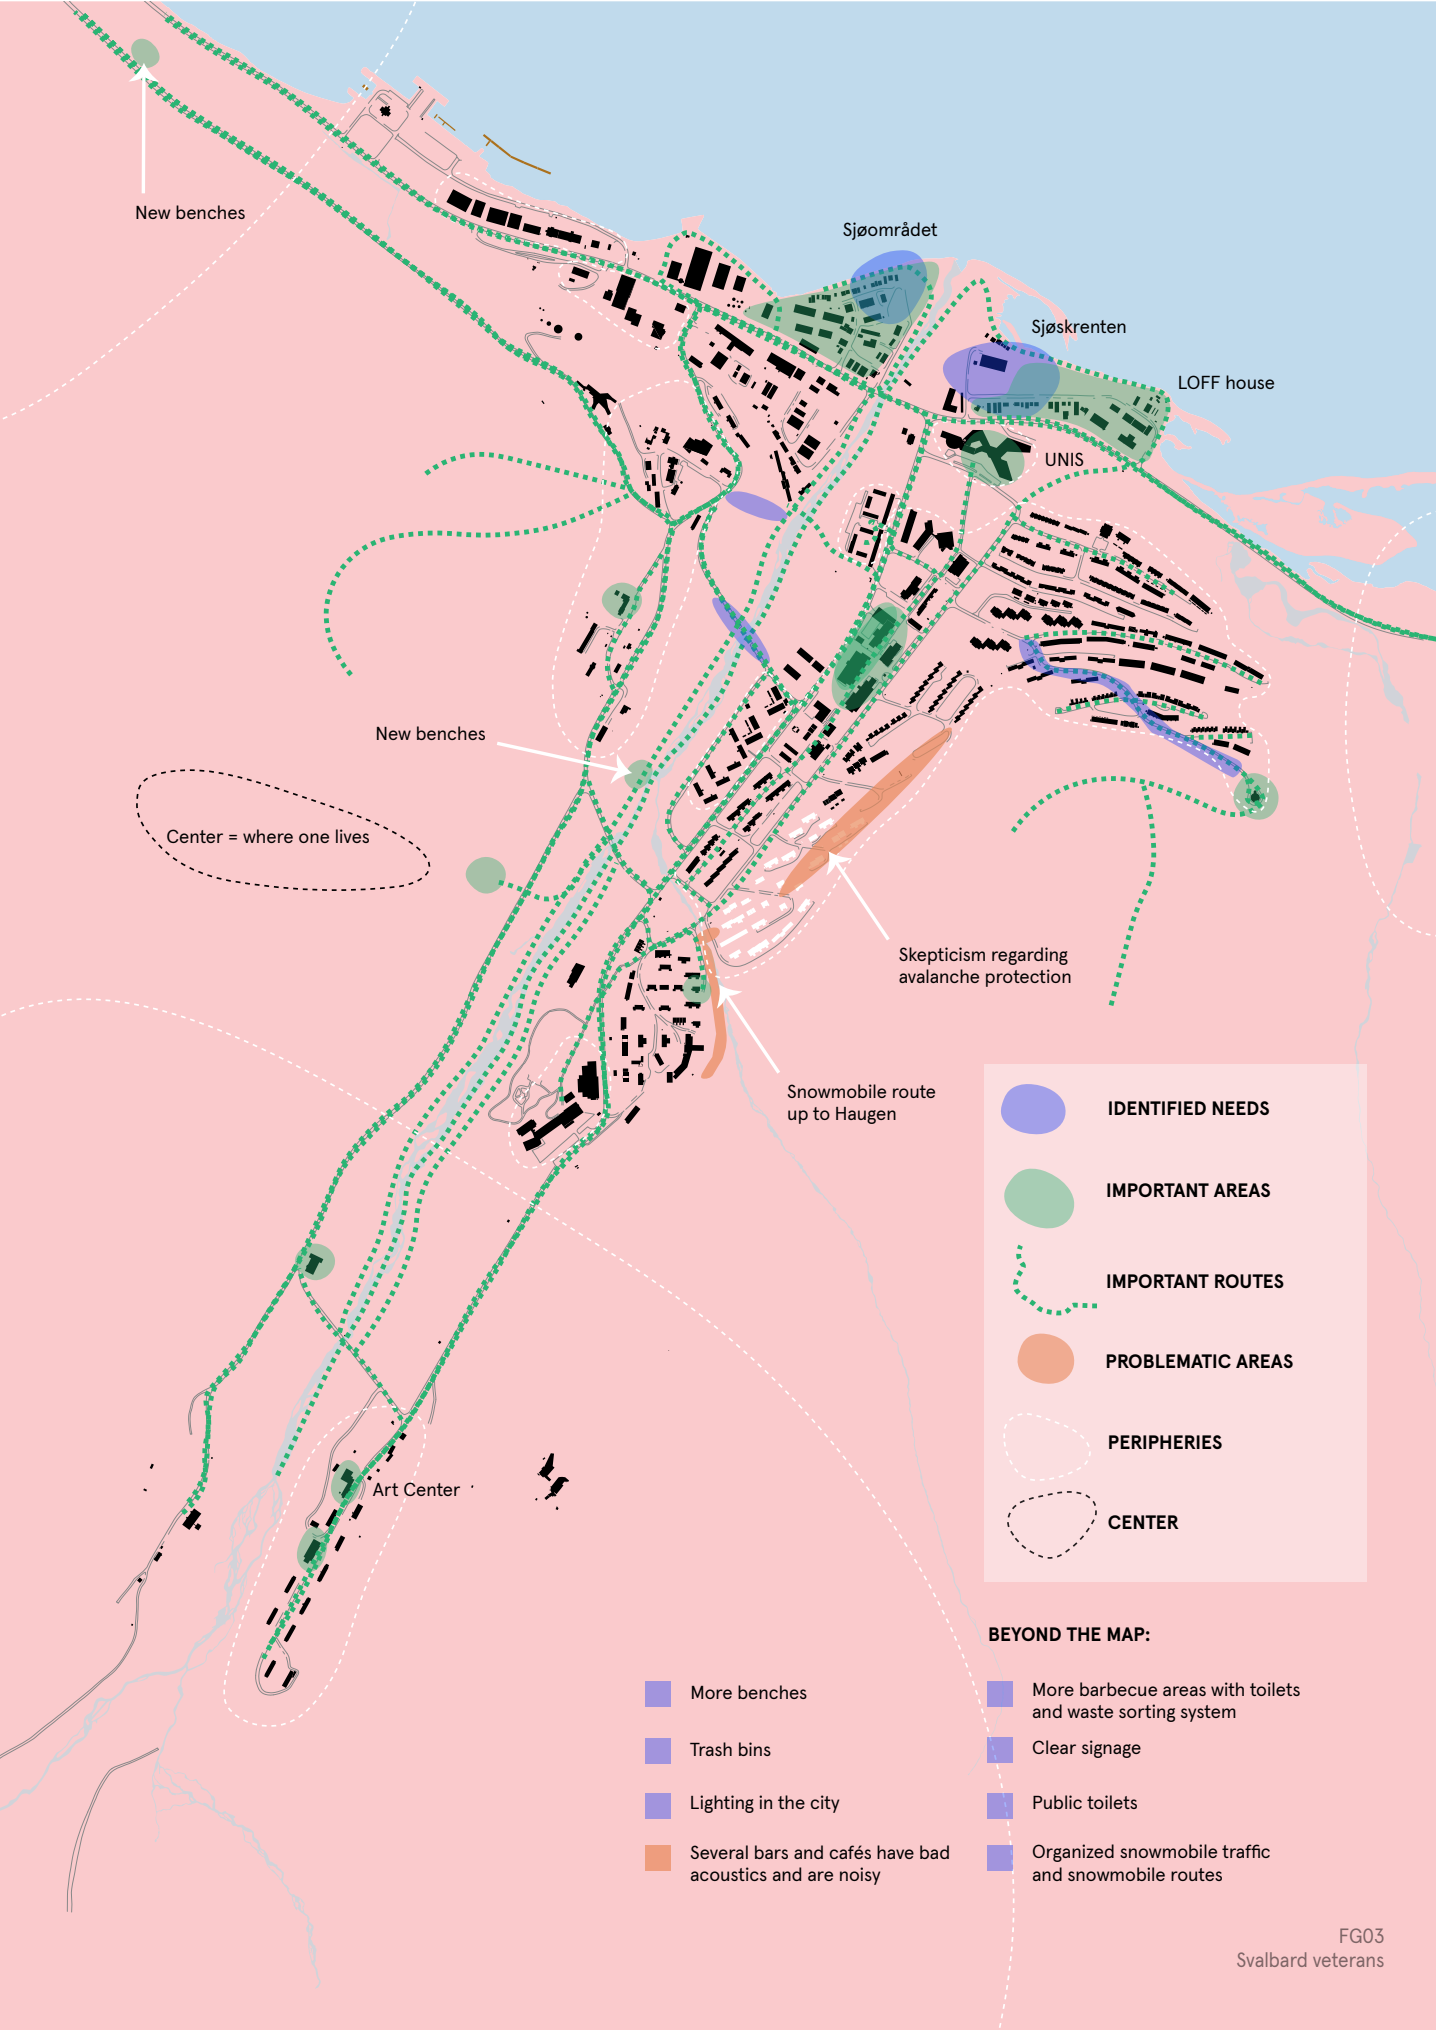 New benches
Sjøområdet
Sjøskrenten
LOFF house
UNIS
New benches
Center = where one lives
Skepticism regarding
avalanche protection
Snowmobile route
up to Haugen
Art Center
IDENTIFIED NEEDS
IMPORTANT AREAS
IMPORTANT ROUTES
PROBLEMATIC AREAS
PERIPHERIES
CENTER
BEYOND THE MAP:
More benches
Trash bins
Lighting in the city
Several bars and cafés have bad
acoustics and are noisy
More barbecue areas with toilets
and waste sorting system
Clear signage
Public toilets
Organized snowmobile traffic
and snowmobile routes
FG03
Svalbard veterans